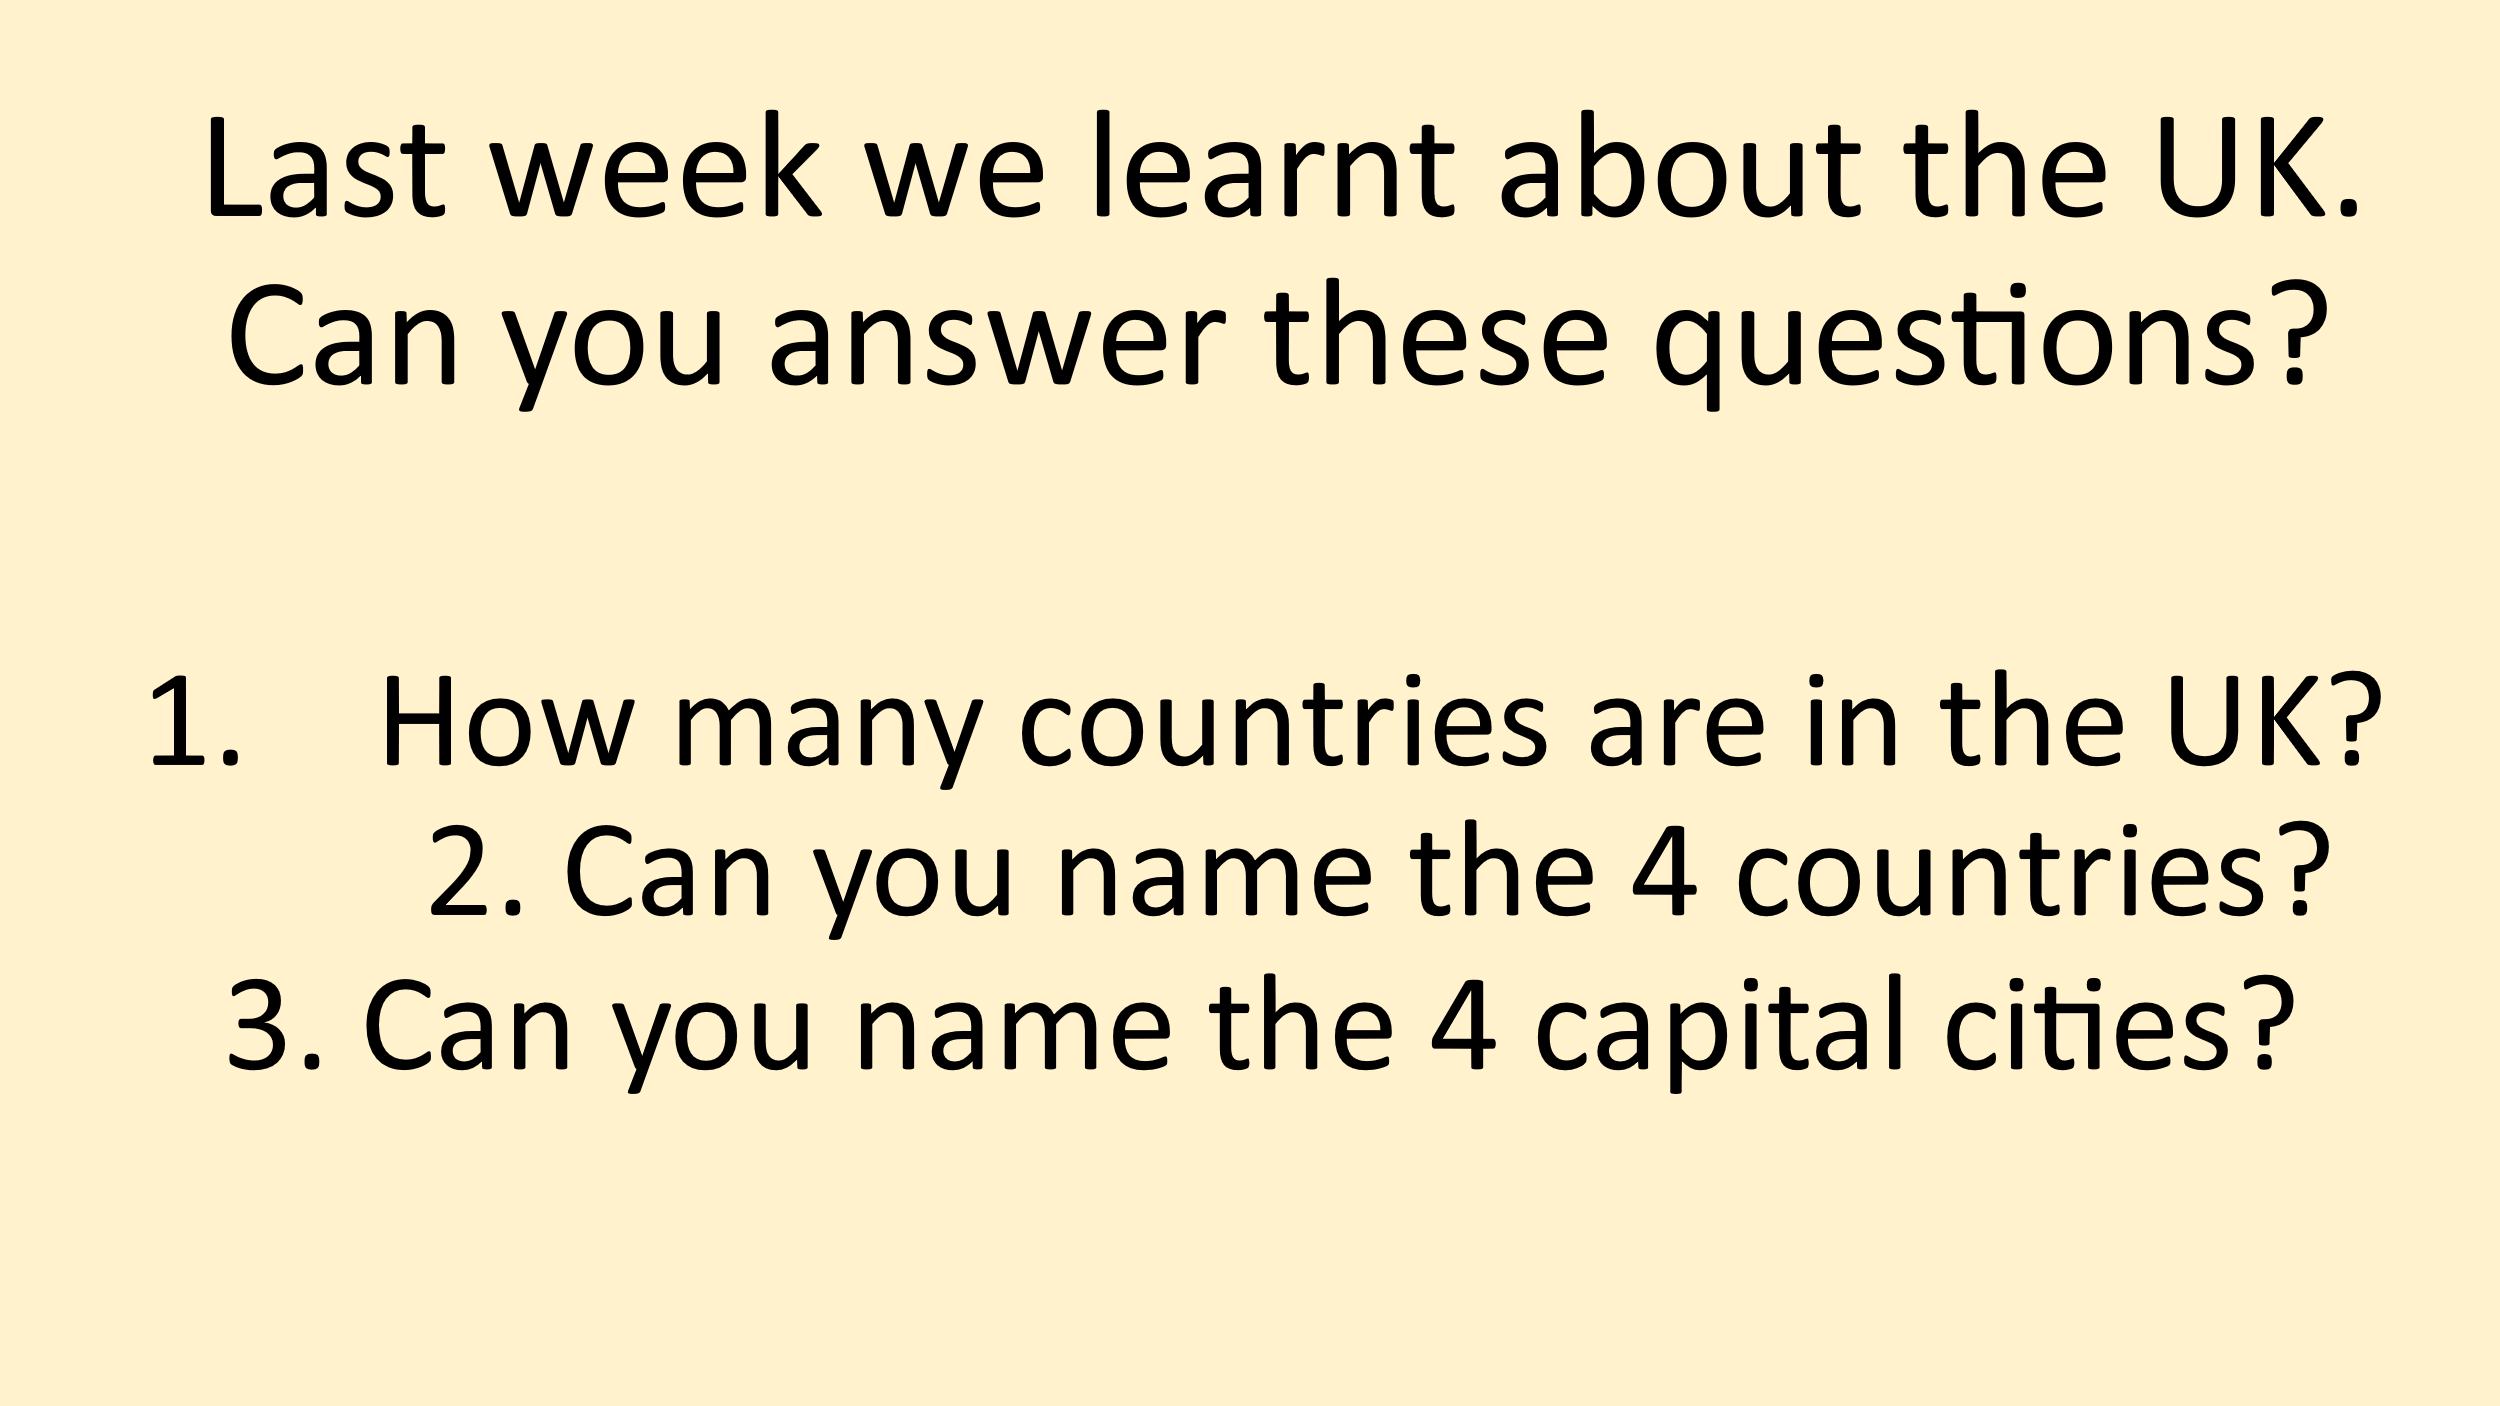 Last week we learnt about the UK.
Can you answer these questions?
1. How many countries are in the UK?
2. Can you name the 4 countries?
3. Can you name the 4 capital cities?